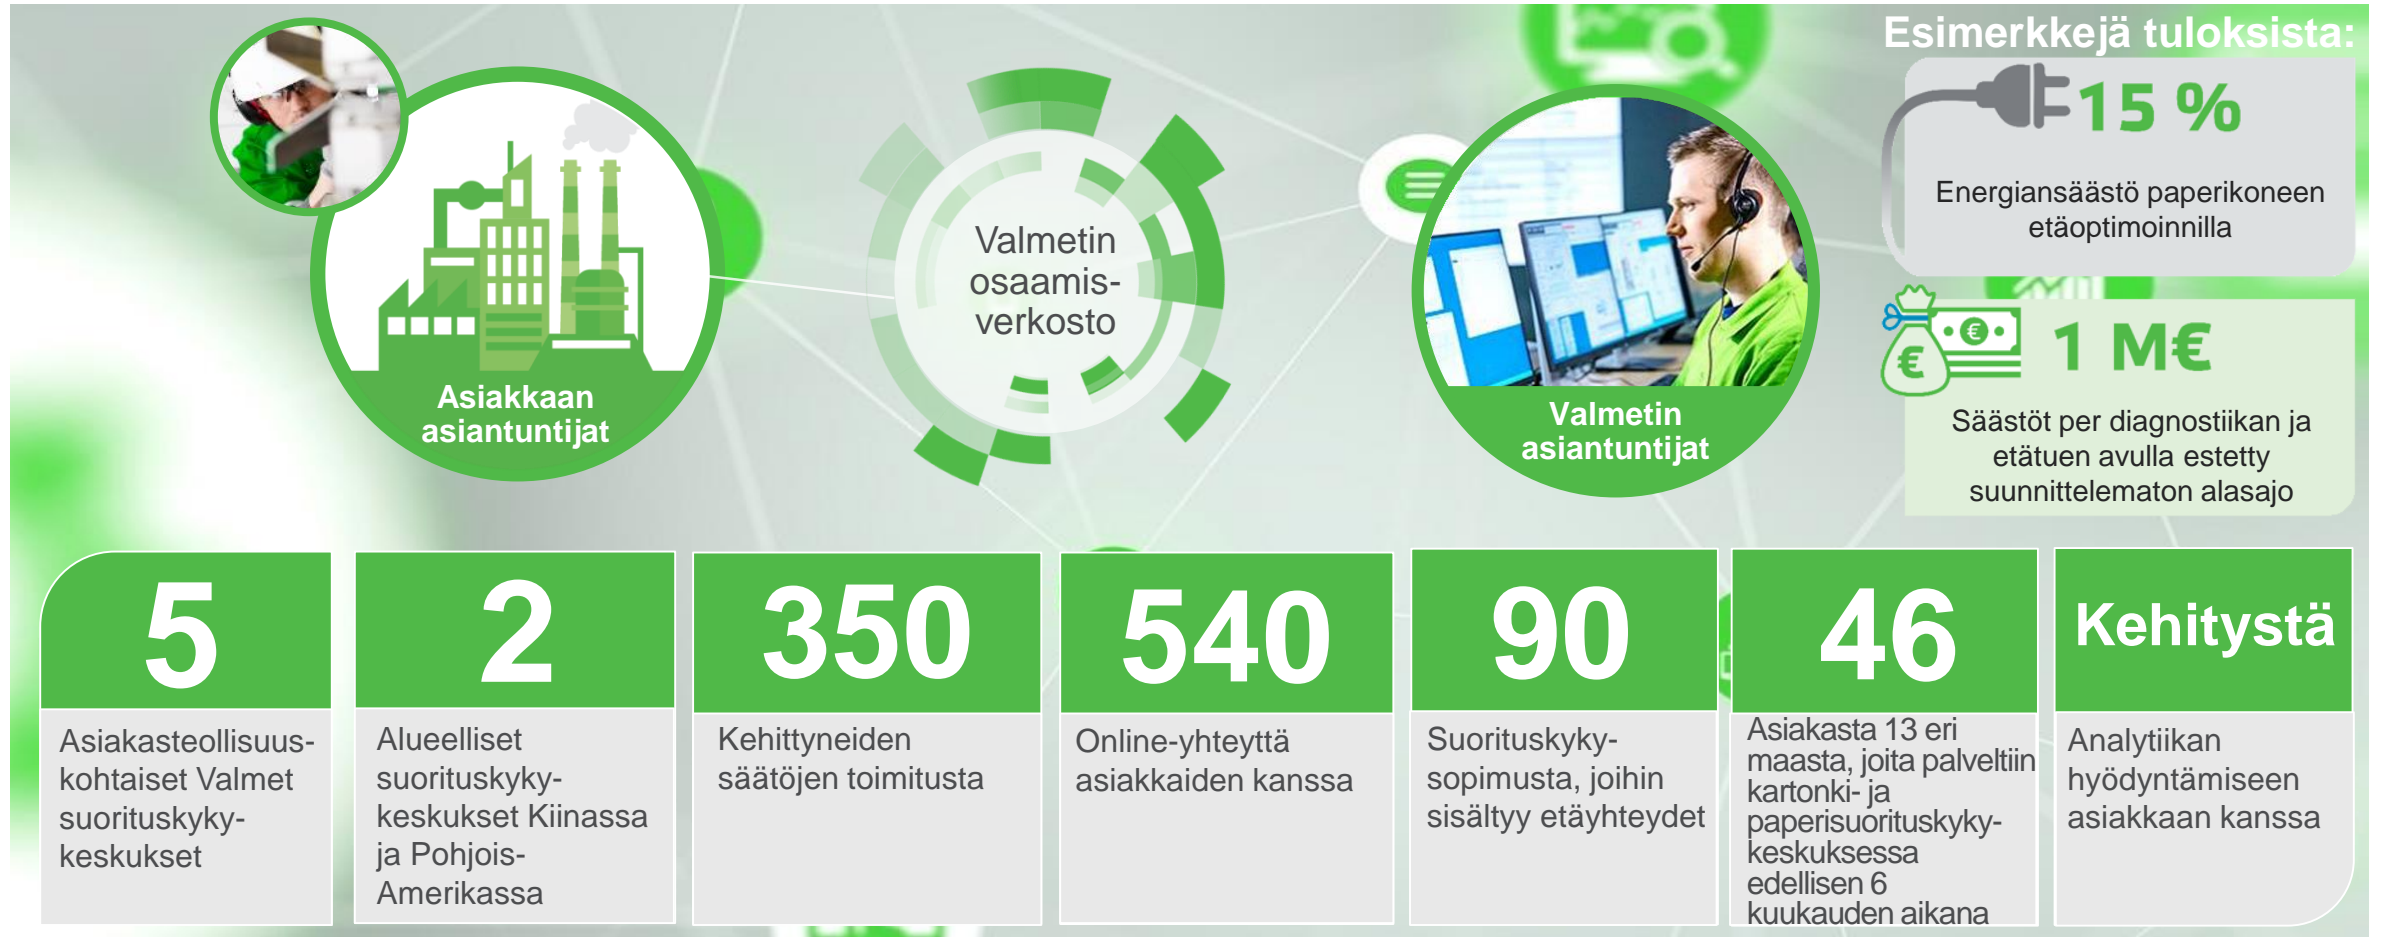 Esimerkkejä tuloksista:
15 %
Energiansäästö paperikoneen
etäoptimoinnilla
€
€
1 M€
Säästöt per diagnostiikan ja
etätuen avulla estetty
suunnittelematon alasajo
Asiakkaan
asiantuntijat
Valmetin
osaamis-
verkosto
Valmetin
asiantuntijat
5
Asiakasteollisuus-
kohtaiset Valmet
suorituskyky-
keskukset
2
Alueelliset
suorituskyky-
keskukset Kiinassa
ja Pohjois-
Amerikassa
350
Kehittyneiden
säätöjen toimitusta
540
Online-yhteyttä
asiakkaiden kanssa
90
Suorituskyky-
sopimusta, joihin
sisältyy etäyhteydet
46
Asiakasta 13 eri
maasta, joita palveltiin
kartonki- ja
paperisuorituskyky-
keskuksessa
edellisen 6
kuukauden aikana
Kehitystä
Analytiikan
hyödyntämiseen
asiakkaan kanssa